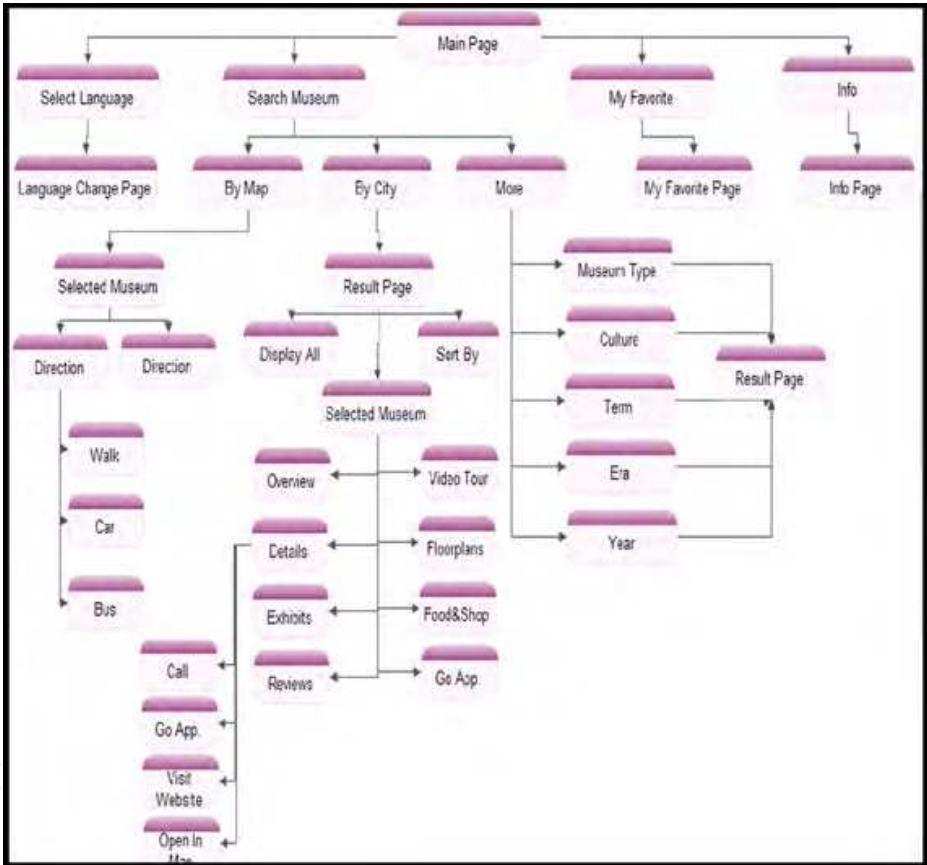 Main Page
Select Language
Search Museum
My Favorite
Info
Language Change Page
By Map
By City
More
My Favorite Page
Info Page
Selected Museum
Result Page
Museum Type
Direction
Direction
Display All
Sort By
Culture
Result Page
Selected Museum
Term
Walk
Overview
Video Tour
Era
Car
Details
Floorplans
Year
Bus
Exhibits
Food&Shop
Call
Reviews
Go App.
Go App.
Visit
Website
Open In
Map